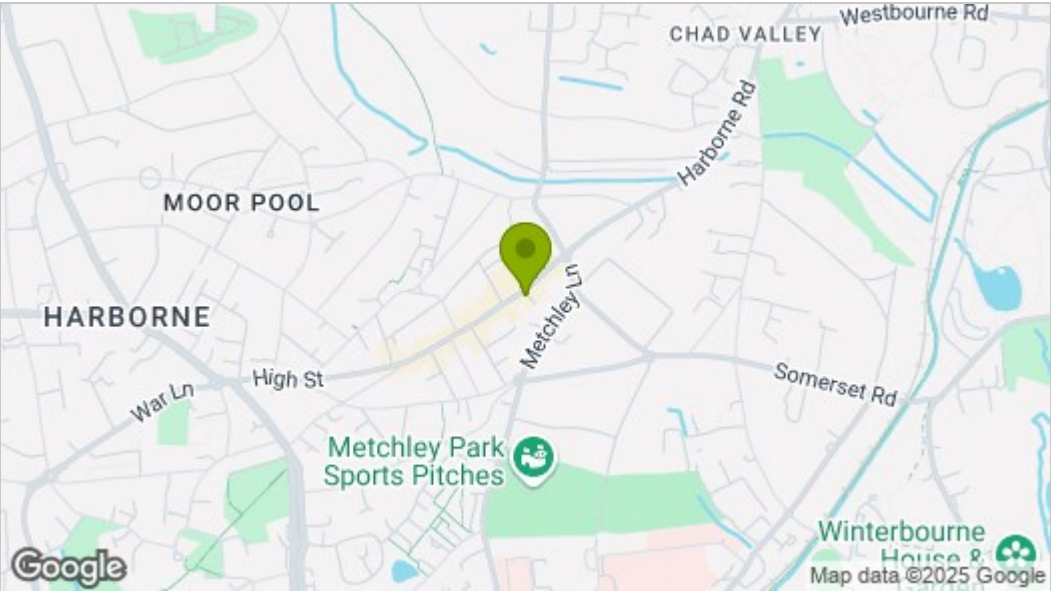 Westbourne Rd
CHAD VALLEY
Harborne Rd
MOOR POOL
Metchley Ln
HARBORNE
High St
War Ln
Somerset Rd
Metchley Park
Sports Pitches
Winterbourne
House &
Garden
Google
Map data ©2025 Google